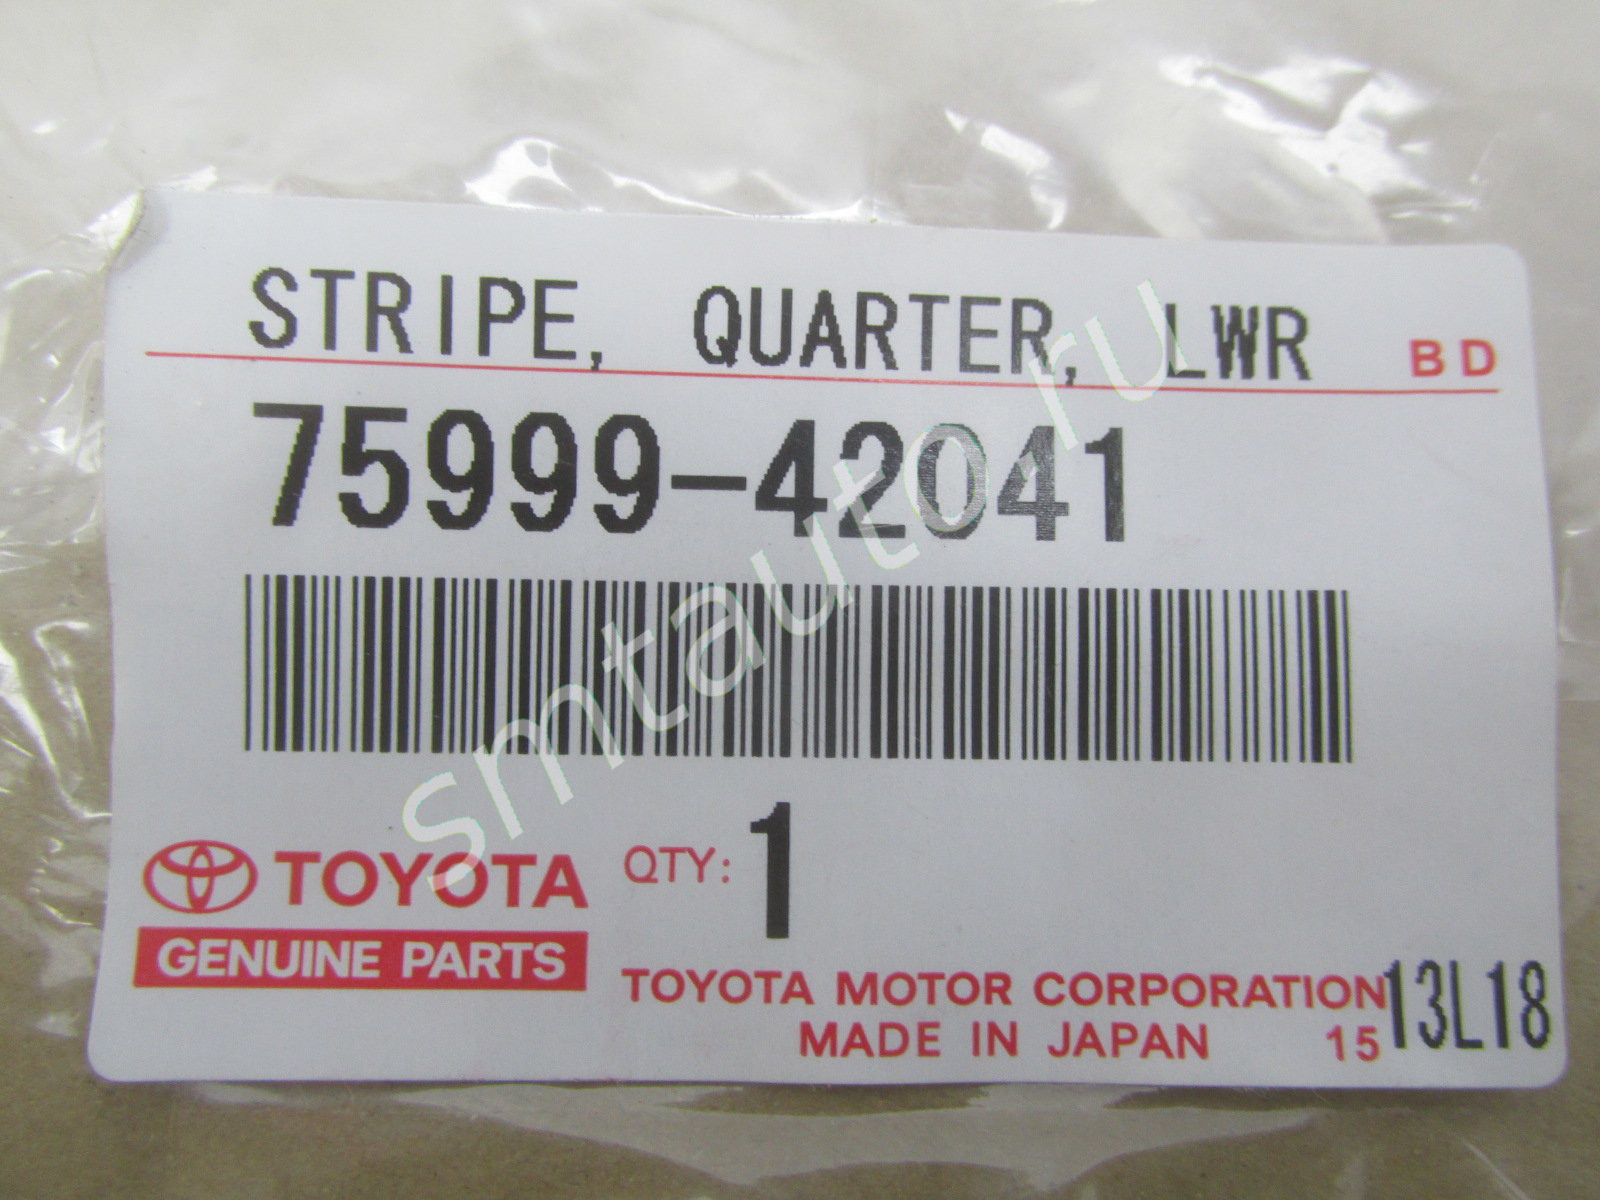 STRIPE, QUARTER, LWR BD
75999-42041
TOYOTA QTY: 1
GENUINE PARTS
TOYOTA MOTOR CORPORATION
MADE IN JAPAN 15 13L18
smtauto.ru